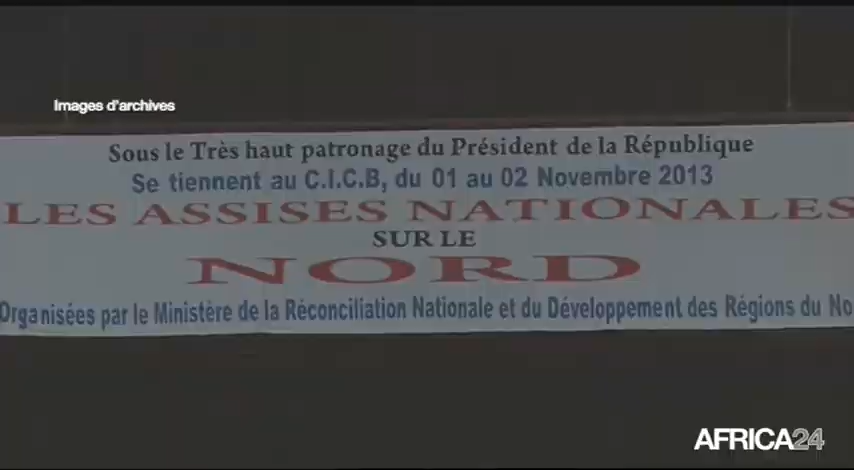 Images d'archives
Sous le Très haut patronage du Président de la République
Se tiennent au C.I.C.B, du 01 au 02 Novembre 2013
LES ASSISES NATIONALES
SUR LE
NORD
Organisées par le Ministère de la Réconciliation Nationale et du Développement des Régions du No
AFRICA24